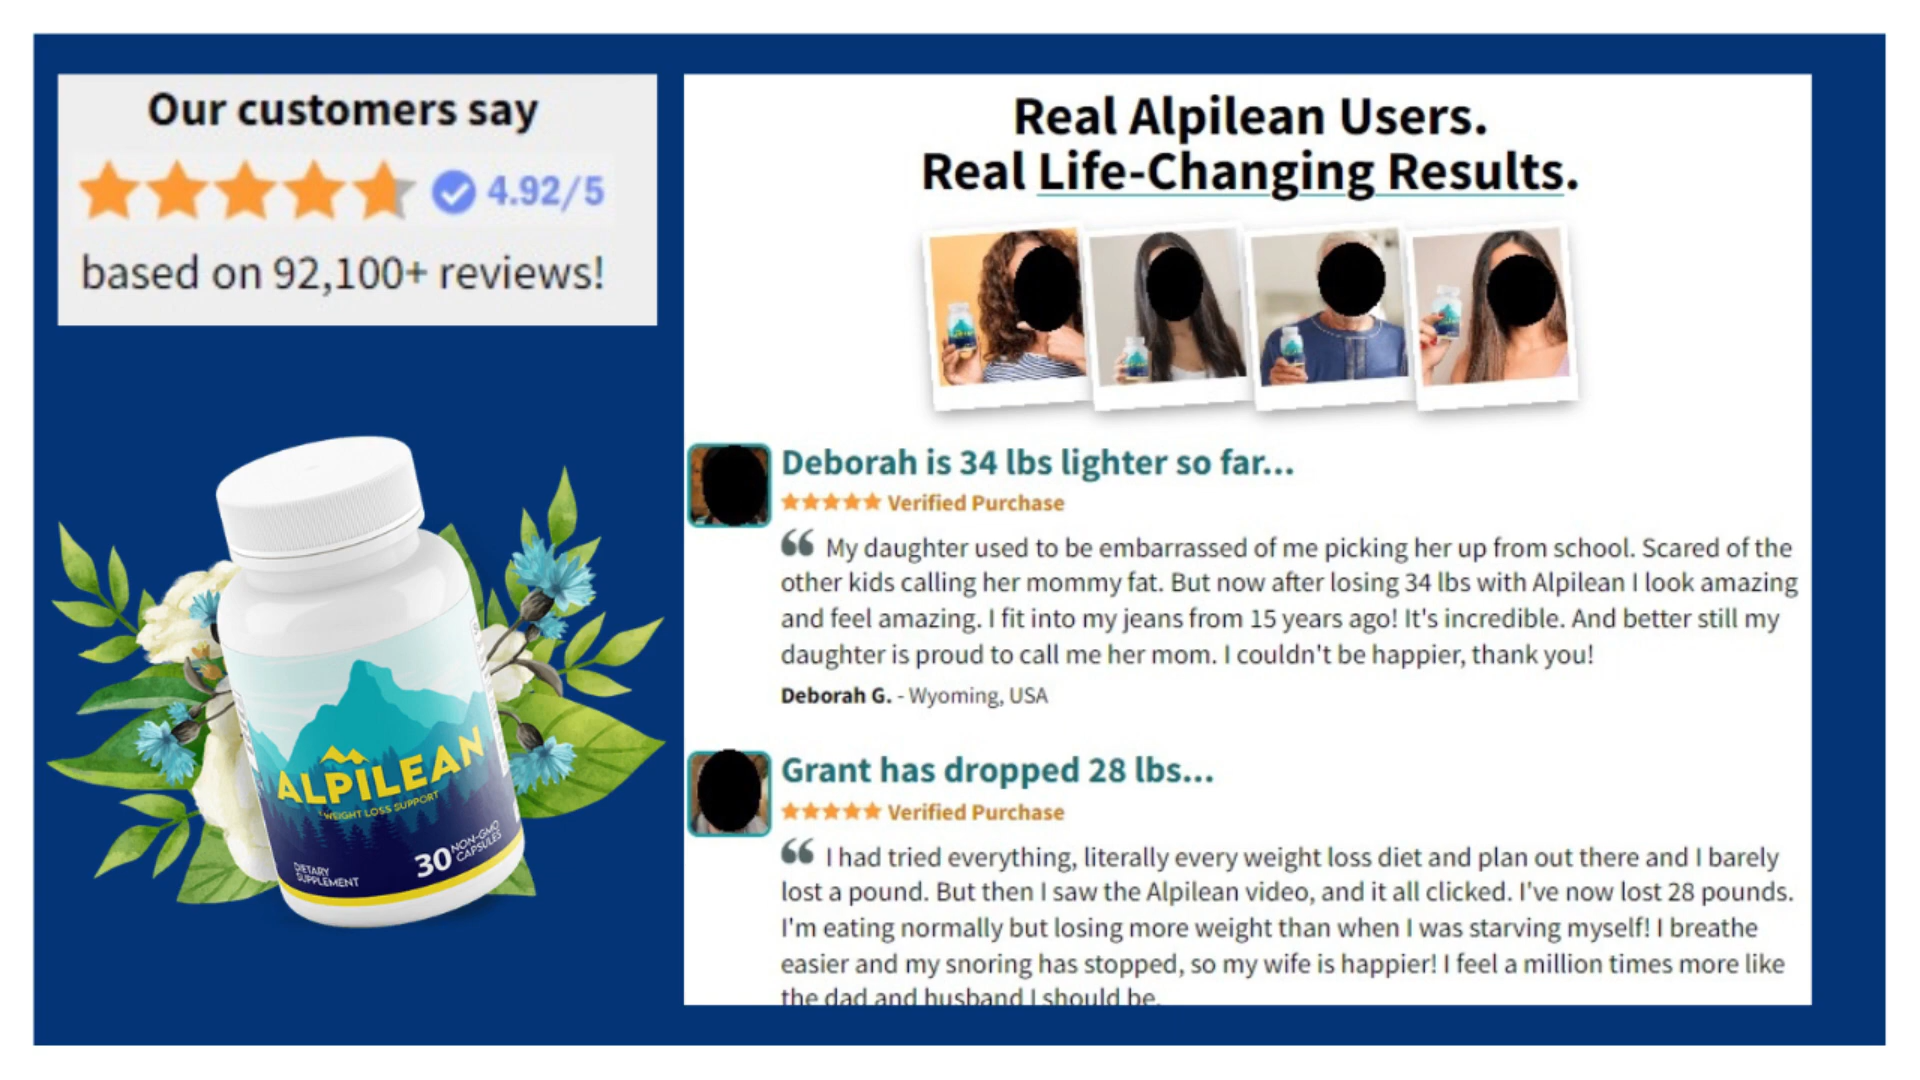 Our customers say
4.92/5
based on 92,100+ reviews!
ALPILEAN
WEIGHT LOSS SUPPORT
DIETARY
SUPPLEMENT
30 NON-GMO
CAPSULES
Real Alpilean Users.
Real Life-Changing Results.
Deborah is 34 lbs lighter so far...
Verified Purchase
“ My daughter used to be embarrassed of me picking her up from school. Scared of the
other kids calling her mommy fat. But now after losing 34 lbs with Alpilean I look amazing
and feel amazing. I fit into my jeans from 15 years ago! It's incredible. And better still my
daughter is proud to call me her mom. I couldn't be happier, thank you!
Deborah G. - Wyoming, USA
Grant has dropped 28 lbs...
Verified Purchase
“ I had tried everything, literally every weight loss diet and plan out there and I barely
lost a pound. But then I saw the Alpilean video, and it all clicked. I've now lost 28 pounds.
I'm eating normally but losing more weight than when I was starving myself! I breathe
easier and my snoring has stopped, so my wife is happier! I feel a million times more like
the dad and husband I should be.